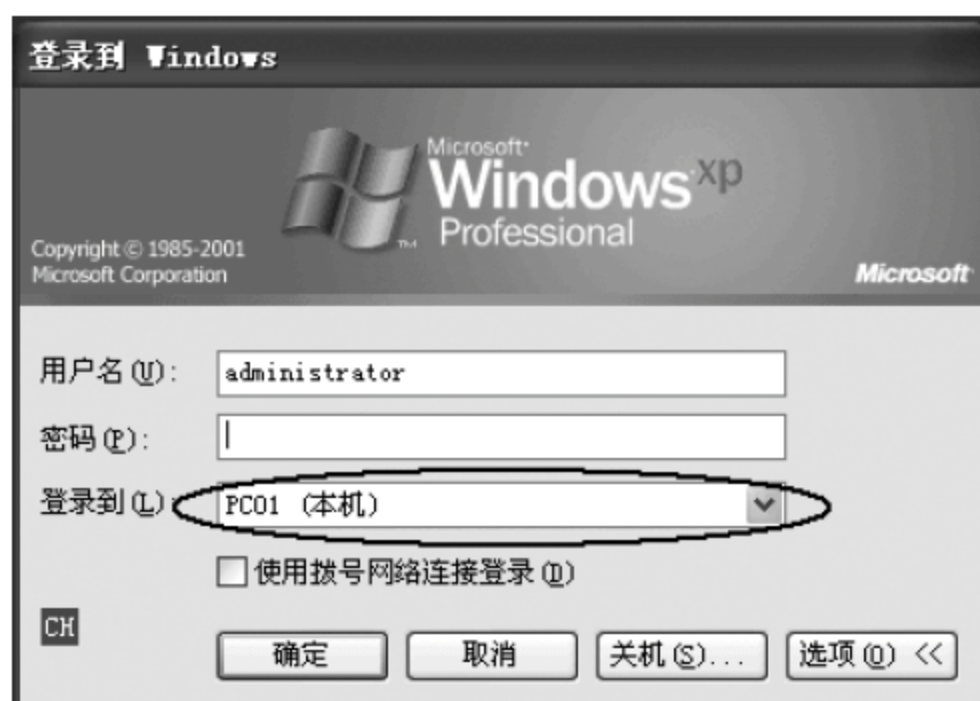 登录到 Windows
Microsoft
Windows xp
Professional
TM
Copyright © 1985-2001
Microsoft Corporation
Microsoft
用户名(U):
administrator
密码(P):
登录到(L):
PC01 (本机)
使用拨号网络连接登录(D)
CH
确定
取消
关机(S)...
选项(O) <<